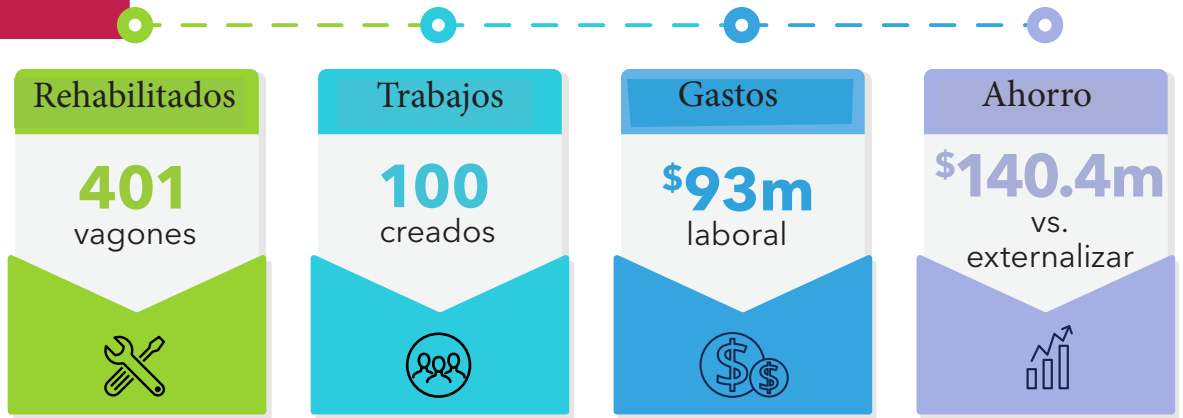 Rehabilitados
401
vagones
Trabajos
100
creados
Gastos
$93m
laboral
Ahorro
$140.4m
vs.
externalizar